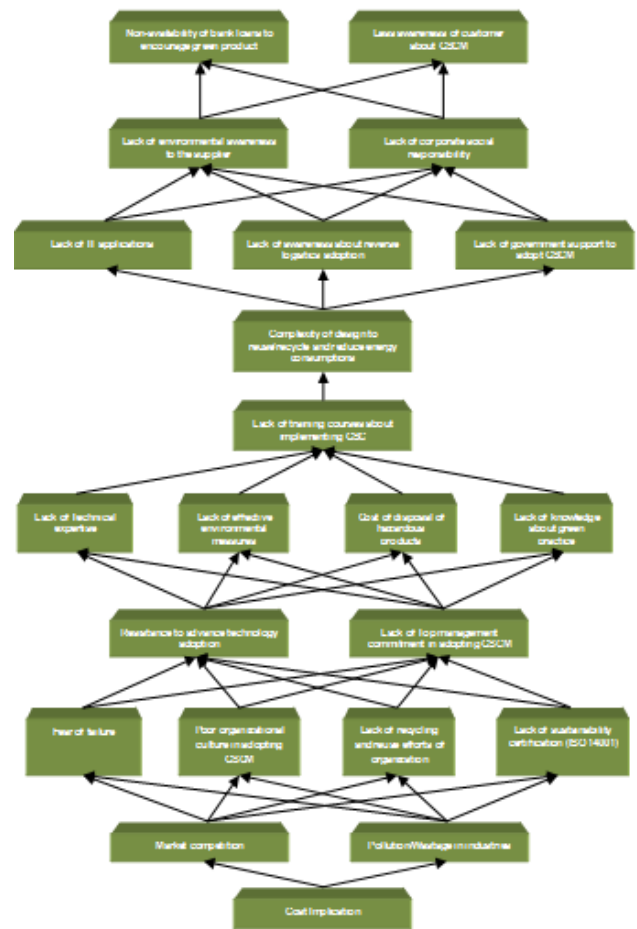 Non-availability of bank loans to
encourage green product
Less awareness of customer
about GSCM
Lack of environmental awareness
to the supplier
Lack of corporate social
responsibility
Lack of IT applications
Lack of awareness about reverse
logistics adoption
Lack of government support to
adopt GSCM
Complexity of design to
reuse/recycle and reduce energy
consumptions
Lack of training courses about
implementing GSC
Lack of Technical
expertise
Lack of effective
environmental
measures
Cost of disposal of
hazardous
products
Lack of knowledge
about green
practice
Resistance to advance technology
adoption
Lack of Top management
commitment in adopting GSCM
Fear of failure
Poor organizational
culture in adopting
GSCM
Lack of recycling
and reuse efforts of
organization
Lack of sustainability
certification (ISO 14001)
Market competition
Pollution/Wastage in industries
Cost Implication